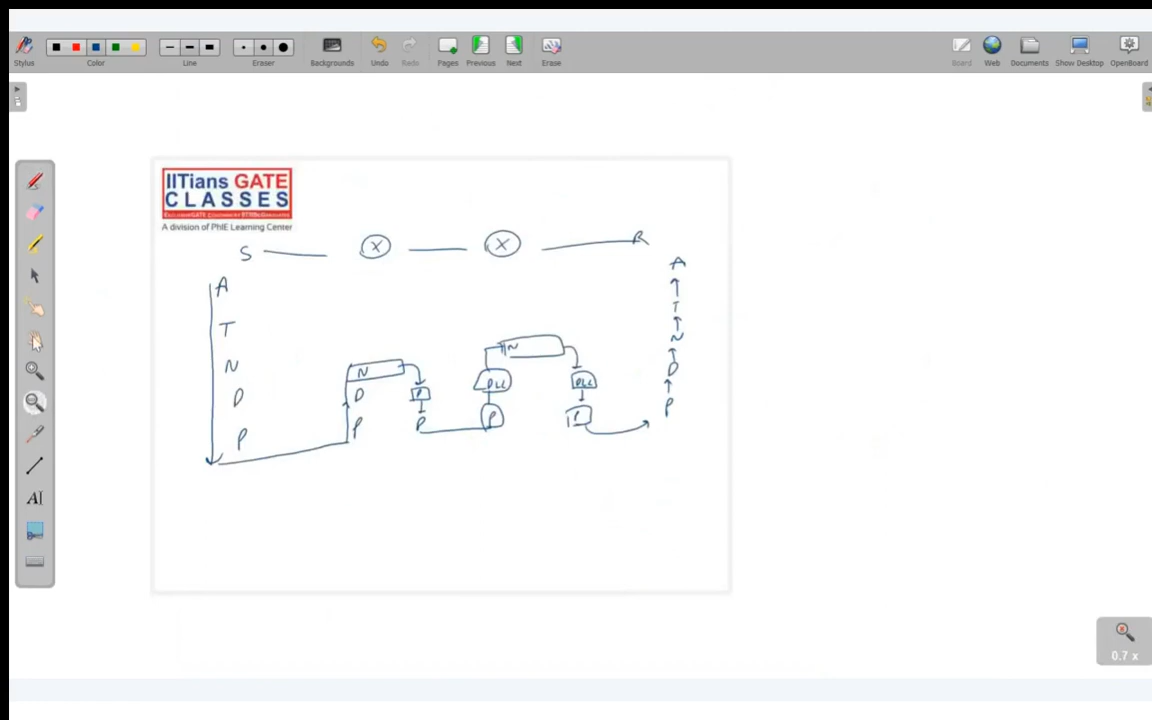 Stylus
Color
Line
Eraser
Backgrounds
Undo
Redo
Pages
Previous
Next
Erase
Board
Web
Documents
Show Desktop
OpenBoard
IITians GATE
CLASSES
A division of PhIE Learning Center
S X X R
A
T
N
D
P
N
D
P
P
DLL
P
N
DLL
P
A
T
N
D
P
AI
0.7 x